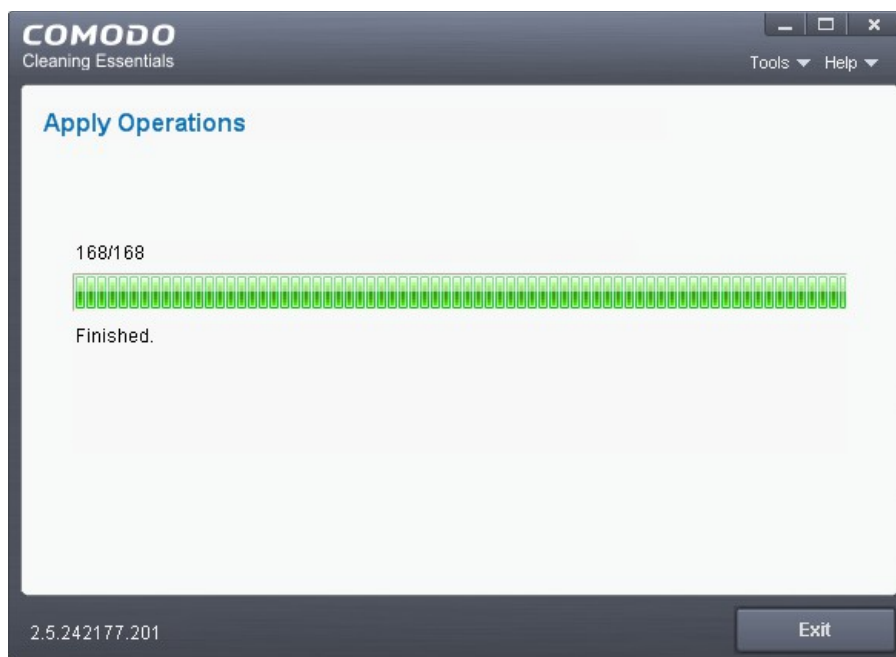 COMODO
Cleaning Essentials
Tools Help
Apply Operations
168/168
Finished.
2.5.242177.201
Exit